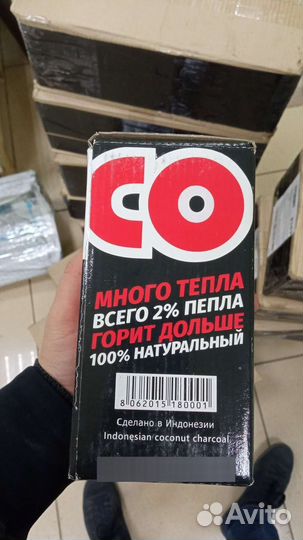 CO
МНОГО ТЕПЛА
ВСЕГО 2% ПЕПЛА
ГОРИТ ДОЛЬШЕ
100% НАТУРАЛЬНЫЙ
8 062015 180001
Сделано в Индонезии
Indonesian coconut charcoal
Avito